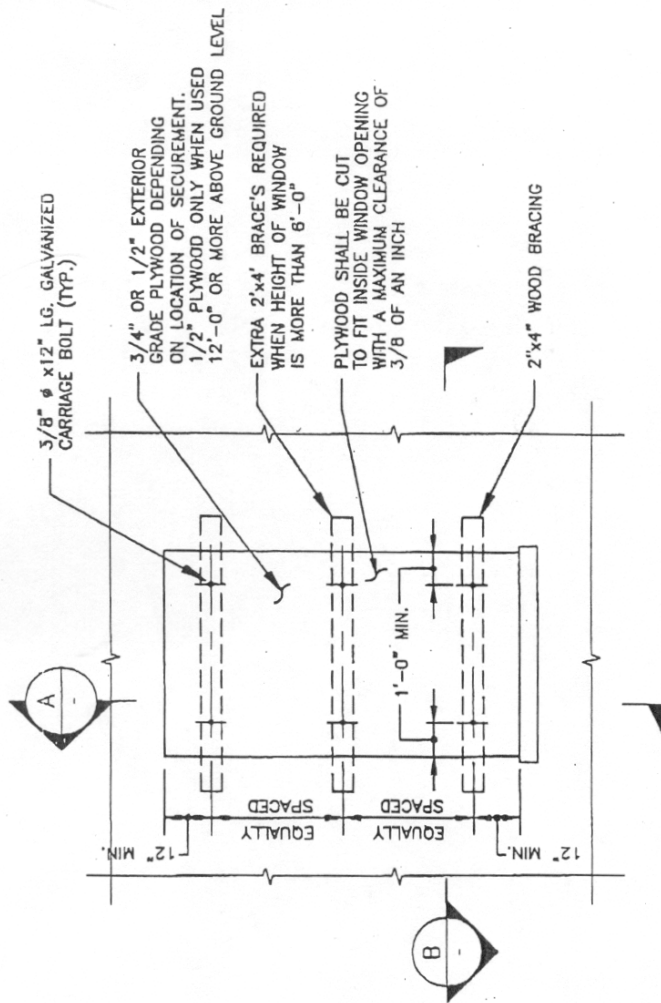 3/8" ø x12" LG. GALVANIZED
CARRIAGE BOLT (TYP.)
3/4" OR 1/2" EXTERIOR
GRADE PLYWOOD DEPENDING
ON LOCATION OF SECUREMENT.
1/2" PLYWOOD ONLY WHEN USED
12'-0" OR MORE ABOVE GROUND LEVEL
EXTRA 2'x4' BRACE'S REQUIRED
WHEN HEIGHT OF WINDOW
IS MORE THAN 6'-0"
PLYWOOD SHALL BE CUT
TO FIT INSIDE WINDOW OPENING
WITH A MAXIMUM CLEARANCE OF
3/8 OF AN INCH
2"x4" WOOD BRACING
A
-
1'-0" MIN.
12" MIN.
EQUALLY
SPACED
EQUALLY
SPACED
12" MIN.
B
-